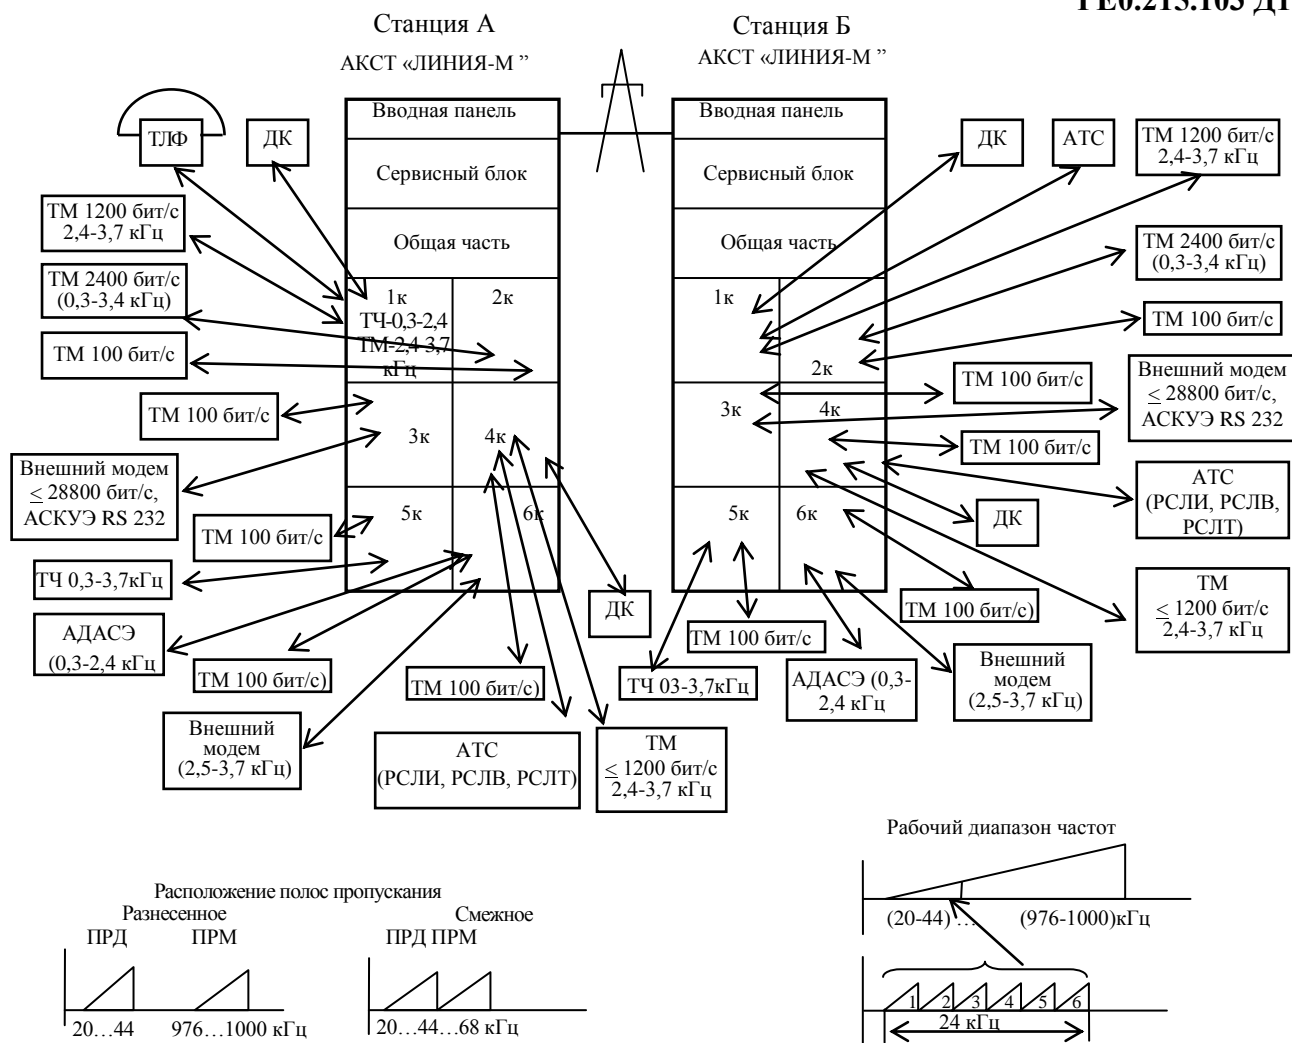 Станция А
Станция Б
АКСТ «ЛИНИЯ-М ”
АКСТ «ЛИНИЯ-М ”
Вводная панель
Сервисный блок
Общая часть
1к
2к
ТЧ-0,3-2,4
ТМ-2,4-3,7
кГц
3к
4к
5к
6к
Вводная панель
Сервисный блок
Общая часть
1к
2к
3к
4к
5к
6к
ТЛФ
ДК
ТМ 1200 бит/с
2,4-3,7 кГц
ТМ 2400 бит/с
(0,3-3,4 кГц)
ТМ 100 бит/с
ТМ 100 бит/с
Внешний модем
≤ 28800 бит/с,
АСКУЭ RS 232
ТМ 100 бит/с
ТЧ 0,3-3,7кГц
АДАСЭ
(0,3-2,4 кГц
ТМ 100 бит/с)
Внешний
модем
(2,5-3,7 кГц)
ТМ 100 бит/с)
АТС
(РСЛИ, РСЛВ, РСЛТ)
ТМ
≤ 1200 бит/с
2,4-3,7 кГц
ДК
ДК
АТС
ТМ 1200 бит/с
2,4-3,7 кГц
ТМ 2400 бит/с
(0,3-3,4 кГц)
ТМ 100 бит/с
ТМ 100 бит/с
Внешний модем
≤ 28800 бит/с,
АСКУЭ RS 232
ТМ 100 бит/с
АТС
(РСЛИ, РСЛВ,
РСЛТ)
ДК
ТМ
≤ 1200 бит/с
2,4-3,7 кГц
ТМ 100 бит/с)
ТМ 100 бит/с
ТЧ 03-3,7кГц
АДАСЭ (0,3-
2,4 кГц
Внешний
модем
(2,5-3,7 кГц)
Расположение полос пропускания
Разнесенное
Смежное
ПРД
ПРМ
ПРД ПРМ
20…44
976…1000 кГц
20…44…68 кГц
Рабочий диапазон частот
(20-44) …
(976-1000)кГц
1 2 3 4 5 6
24 кГц